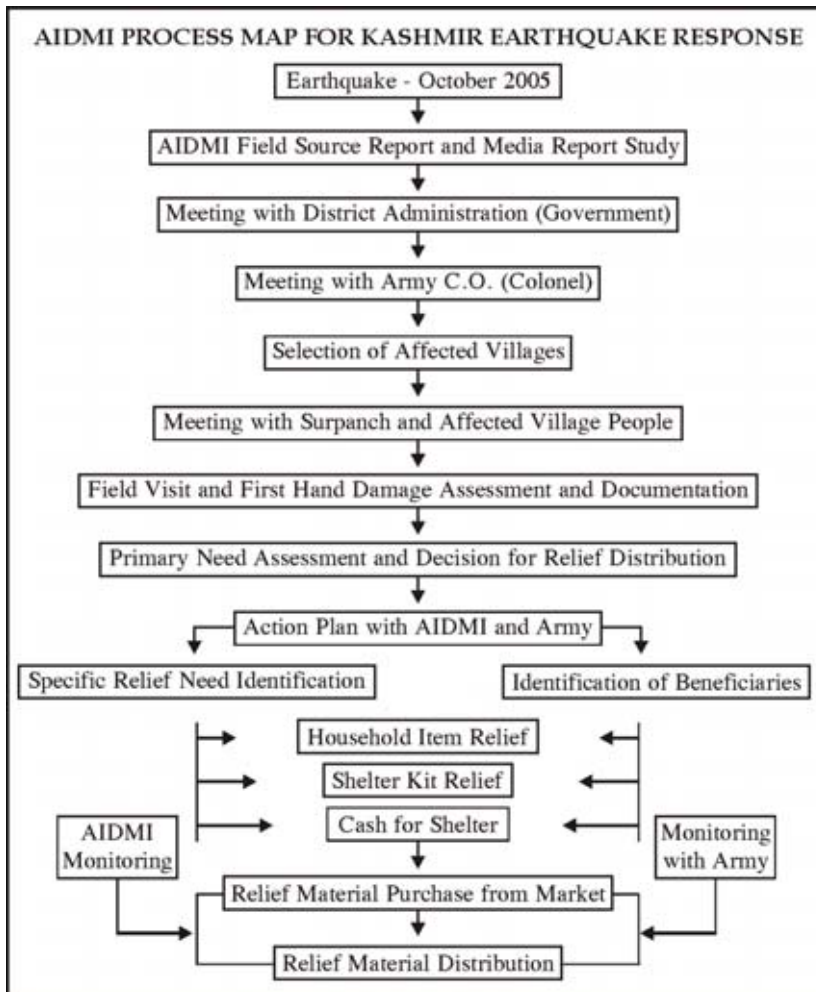 AIDMI PROCESS MAP FOR KASHMIR EARTHQUAKE RESPONSE
Earthquake - October 2005
AIDMI Field Source Report and Media Report Study
Meeting with District Administration (Government)
Meeting with Army C.O. (Colonel)
Selection of Affected Villages
Meeting with Surpanch and Affected Village People
Field Visit and First Hand Damage Assessment and Documentation
Primary Need Assessment and Decision for Relief Distribution
Action Plan with AIDMI and Army
Specific Relief Need Identification
Identification of Beneficiaries
Household Item Relief
Shelter Kit Relief
Cash for Shelter
AIDMI
Monitoring
Monitoring
with Army
Relief Material Purchase from Market
Relief Material Distribution